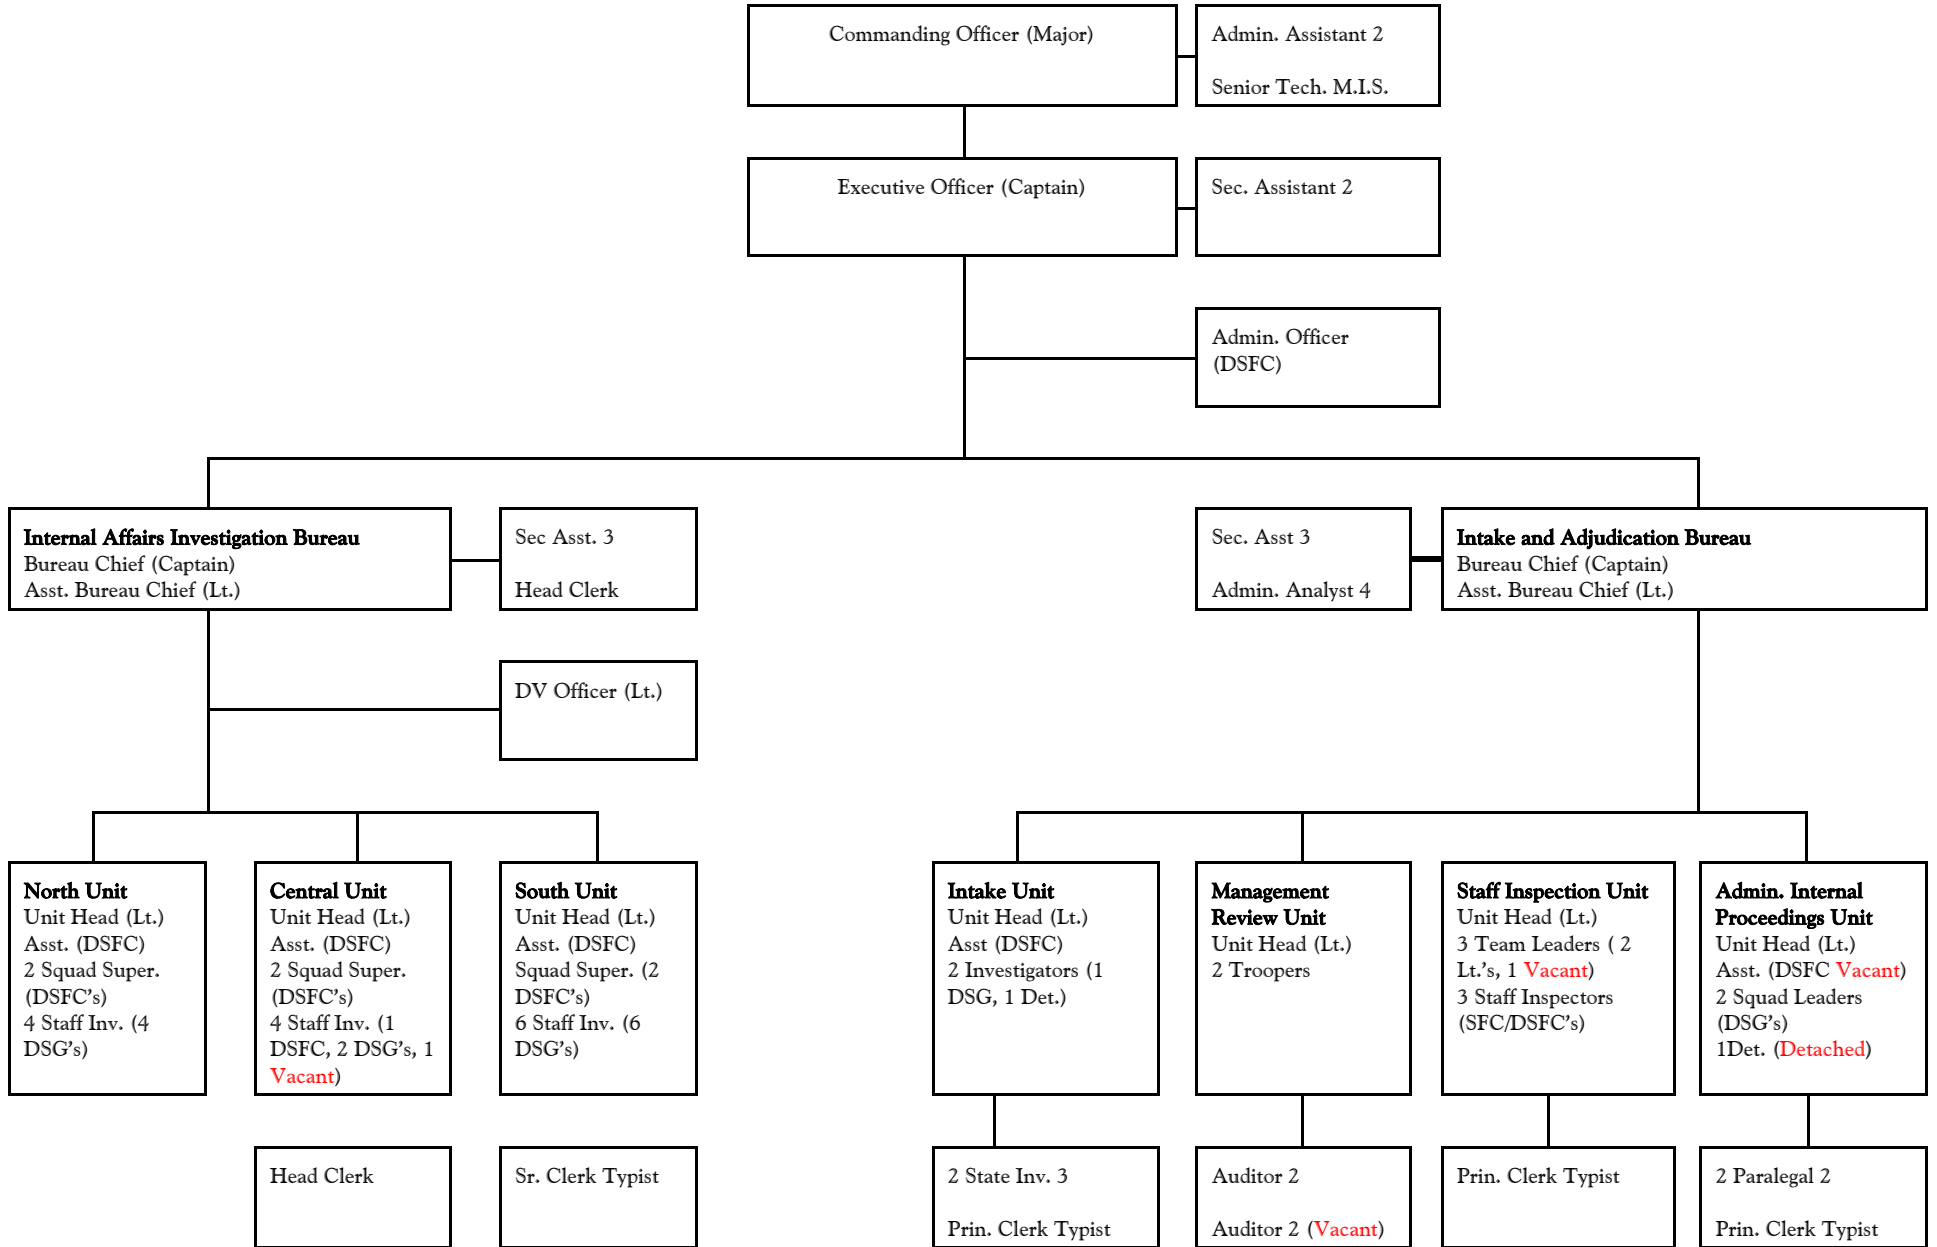 Commanding Officer (Major)
Admin. Assistant 2
Senior Tech. M.I.S.
Executive Officer (Captain)
Sec. Assistant 2
Admin. Officer
(DSFC)
Internal Affairs Investigation Bureau
Bureau Chief (Captain)
Asst. Bureau Chief (Lt.)
Sec Asst. 3
Head Clerk
Sec. Asst 3
Admin. Analyst 4
Intake and Adjudication Bureau
Bureau Chief (Captain)
Asst. Bureau Chief (Lt.)
DV Officer (Lt.)
North Unit
Unit Head (Lt.)
Asst. (DSFC)
2 Squad Super.
(DSFC's)
4 Staff Inv. (4
DSG's)
Central Unit
Unit Head (Lt.)
Asst. (DSFC)
2 Squad Super.
(DSFC's)
4 Staff Inv. (1
DSFC, 2 DSG's, 1
Vacant)
South Unit
Unit Head (Lt.)
Asst. (DSFC)
Squad Super. (2
DSFC's)
6 Staff Inv. (6
DSG's)
Intake Unit
Unit Head (Lt.)
Asst (DSFC)
2 Investigators (1
DSG, 1 Det.)
Management
Review Unit
Unit Head (Lt.)
2 Troopers
Staff Inspection Unit
Unit Head (Lt.)
3 Team Leaders ( 2
Lt.'s, 1 Vacant)
3 Staff Inspectors
(SFC/DSFC's)
Admin. Internal
Proceedings Unit
Unit Head (Lt.)
Asst. (DSFC Vacant)
2 Squad Leaders
(DSG's)
1Det. (Detached)
Head Clerk
Sr. Clerk Typist
2 State Inv. 3
Prin. Clerk Typist
Auditor 2
Auditor 2 (Vacant)
Prin. Clerk Typist
2 Paralegal 2
Prin. Clerk Typist